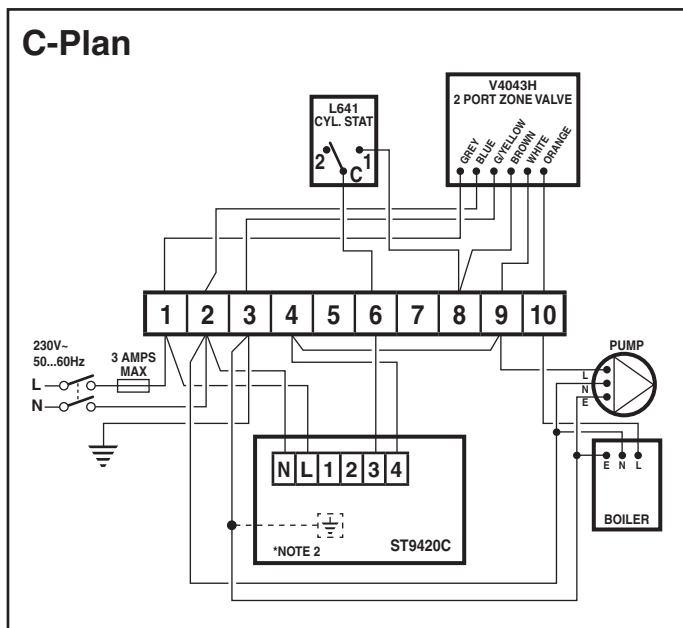 C-Plan
L641
CYL. STAT
2
1
C
V4043H
2 PORT ZONE VALVE
GREY
BLUE
G/YELLOW
BROWN
WHITE
ORANGE
1 2 3 4 5 6 7 8 9 10
230V~
50...60Hz
3 AMPS
MAX
L
N
PUMP
L
N
E
N L 1 2 3 4
*NOTE 2
ST9420C
E N L
BOILER